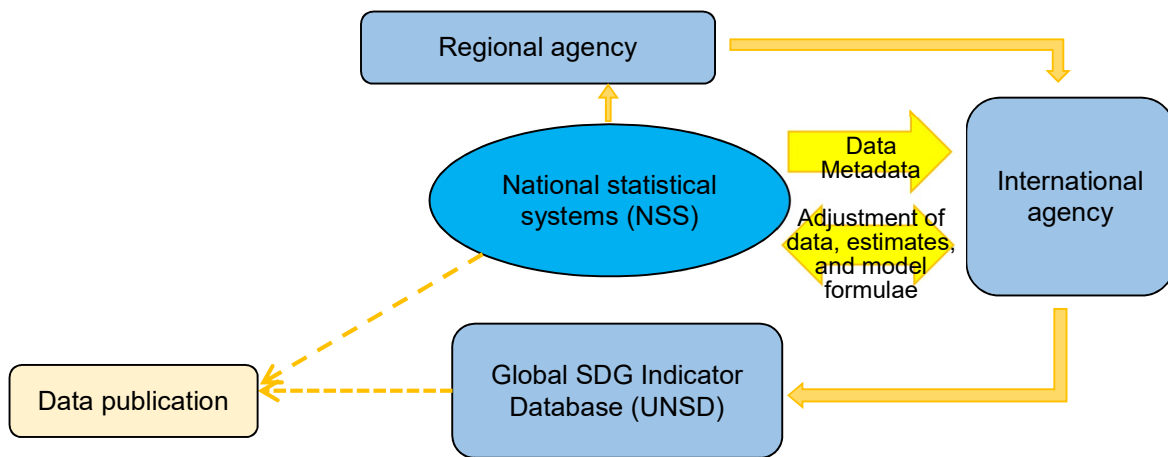 Regional agency
National statistical
systems (NSS)
Data
Metadata
Adjustment of
data, estimates,
and model
formulae
International
agency
Global SDG Indicator
Database (UNSD)
Data publication